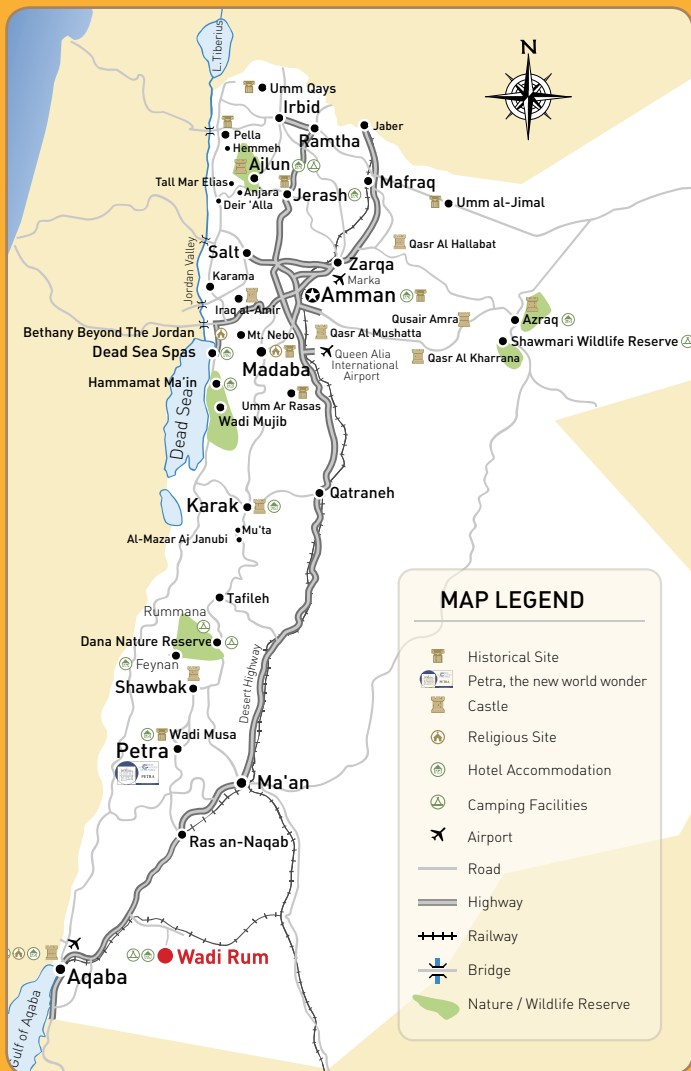 L.Tiberius
N
Umm Qays
Irbid
Ramtha
Jaber
Pella
Hemmeh
Ajlun
Tall Mar Elias
Anjara
Deir 'Alla
Jerash
Mafraq
Umm al-Jimal
Qasr Al Hallabat
Jordan Valley
Salt
Zarqa
Marka
Karama
Amman
Iraq al-Amir
Qusair Amra
Azraq
Bethany Beyond The Jordan
Mt. Nebo
Qasr Al Mushatta
Shawmari Wildlife Reserve
Dead Sea Spas
Madaba
Queen Alia
International
Airport
Qasr Al Kharrana
Hammamat Ma'in
Dead Sea
Umm Ar Rasas
Wadi Mujib
Qatraneh
Karak
Mu'ta
Al-Mazar Aj Janubi
Tafileh
Rummana
Dana Nature Reserve
Feynan
Shawbak
Desert Highway
Wadi Musa
Petra
PETRA
Ma'an
Ras an-Naqab
Wadi Rum
Aqaba
Gulf of Aqaba
MAP LEGEND
Historical Site
PETRA
Petra, the new world wonder
Castle
Religious Site
Hotel Accommodation
Camping Facilities
Airport
Road
Highway
Railway
Bridge
Nature / Wildlife Reserve